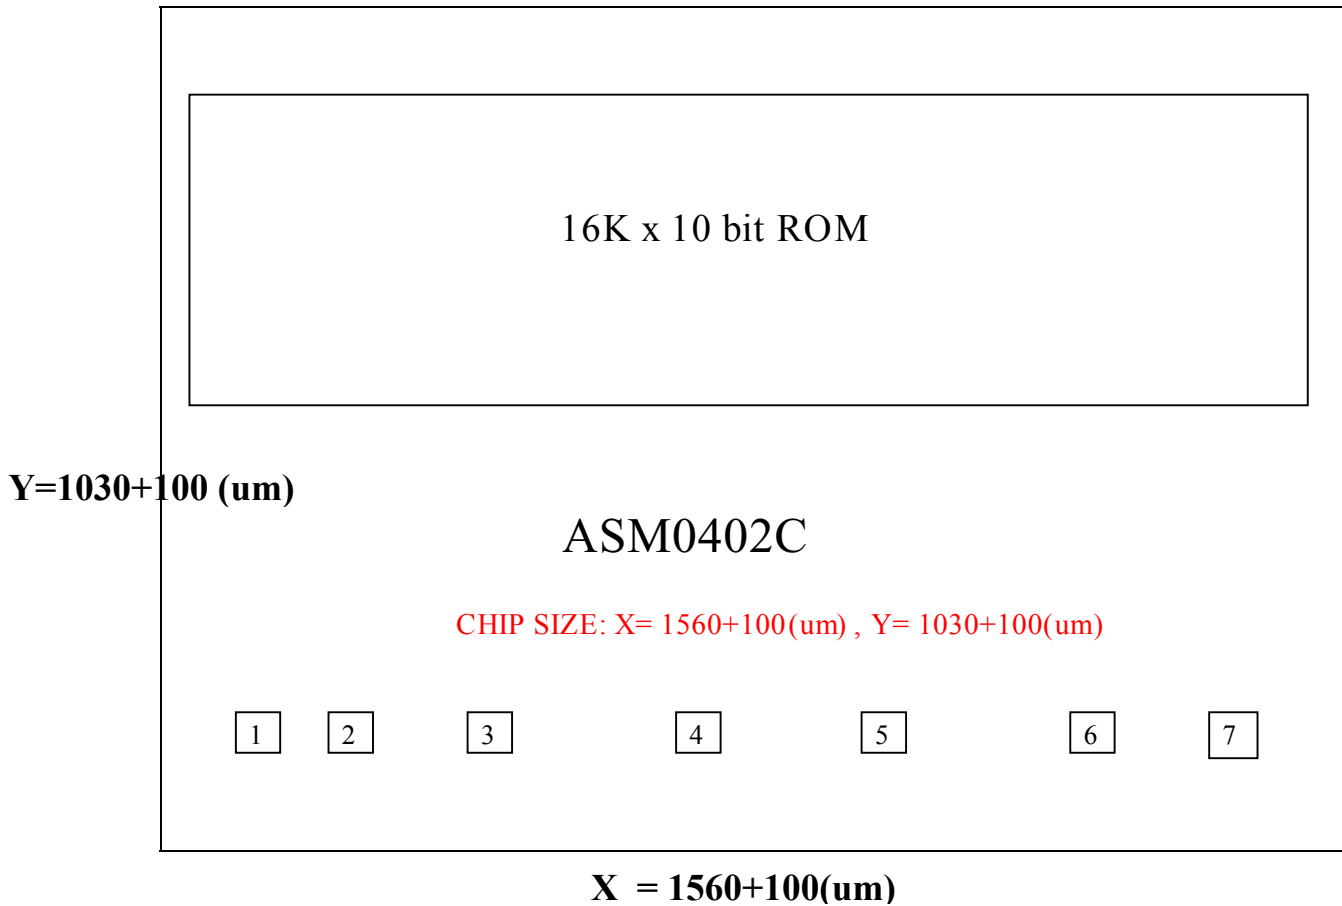 16K x 10 bit ROM
Y=1030+100 (um)
ASM0402C
CHIP SIZE: X= 1560+100(um) , Y= 1030+100(um)
1 2 3 4 5 6 7
X = 1560+100(um)